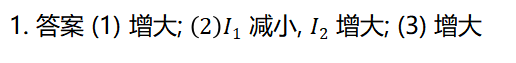 1. 答案 (1) 增大; (2)I₁ 减小, I₂ 增大; (3) 增大